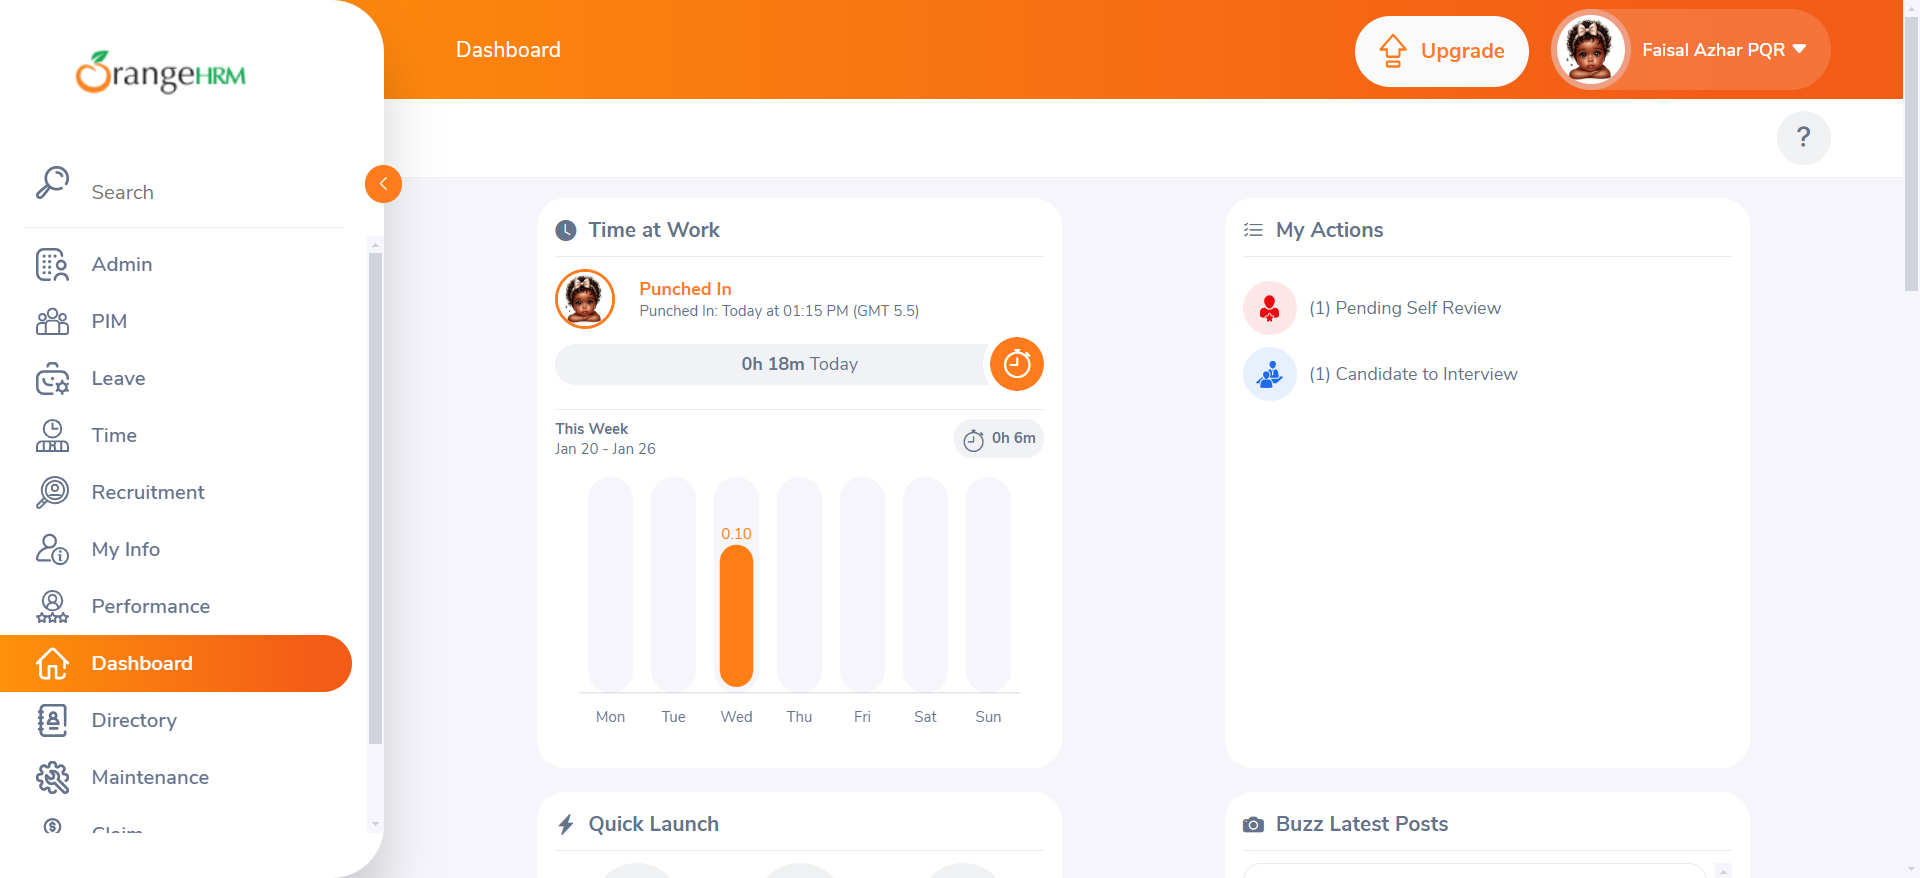 OrangeHRM
Search
Admin
PIM
Leave
Time
Recruitment
My Info
Performance
Dashboard
Directory
Maintenance
Claim
Dashboard
Upgrade
Faisal Azhar PQR
?
Time at Work
Punched In
Punched In: Today at 01:15 PM (GMT 5.5)
0h 18m Today
This Week
Jan 20 - Jan 26
0h 6m
0.10
Mon Tue Wed Thu Fri Sat Sun
My Actions
(1) Pending Self Review
(1) Candidate to Interview
Quick Launch
Buzz Latest Posts